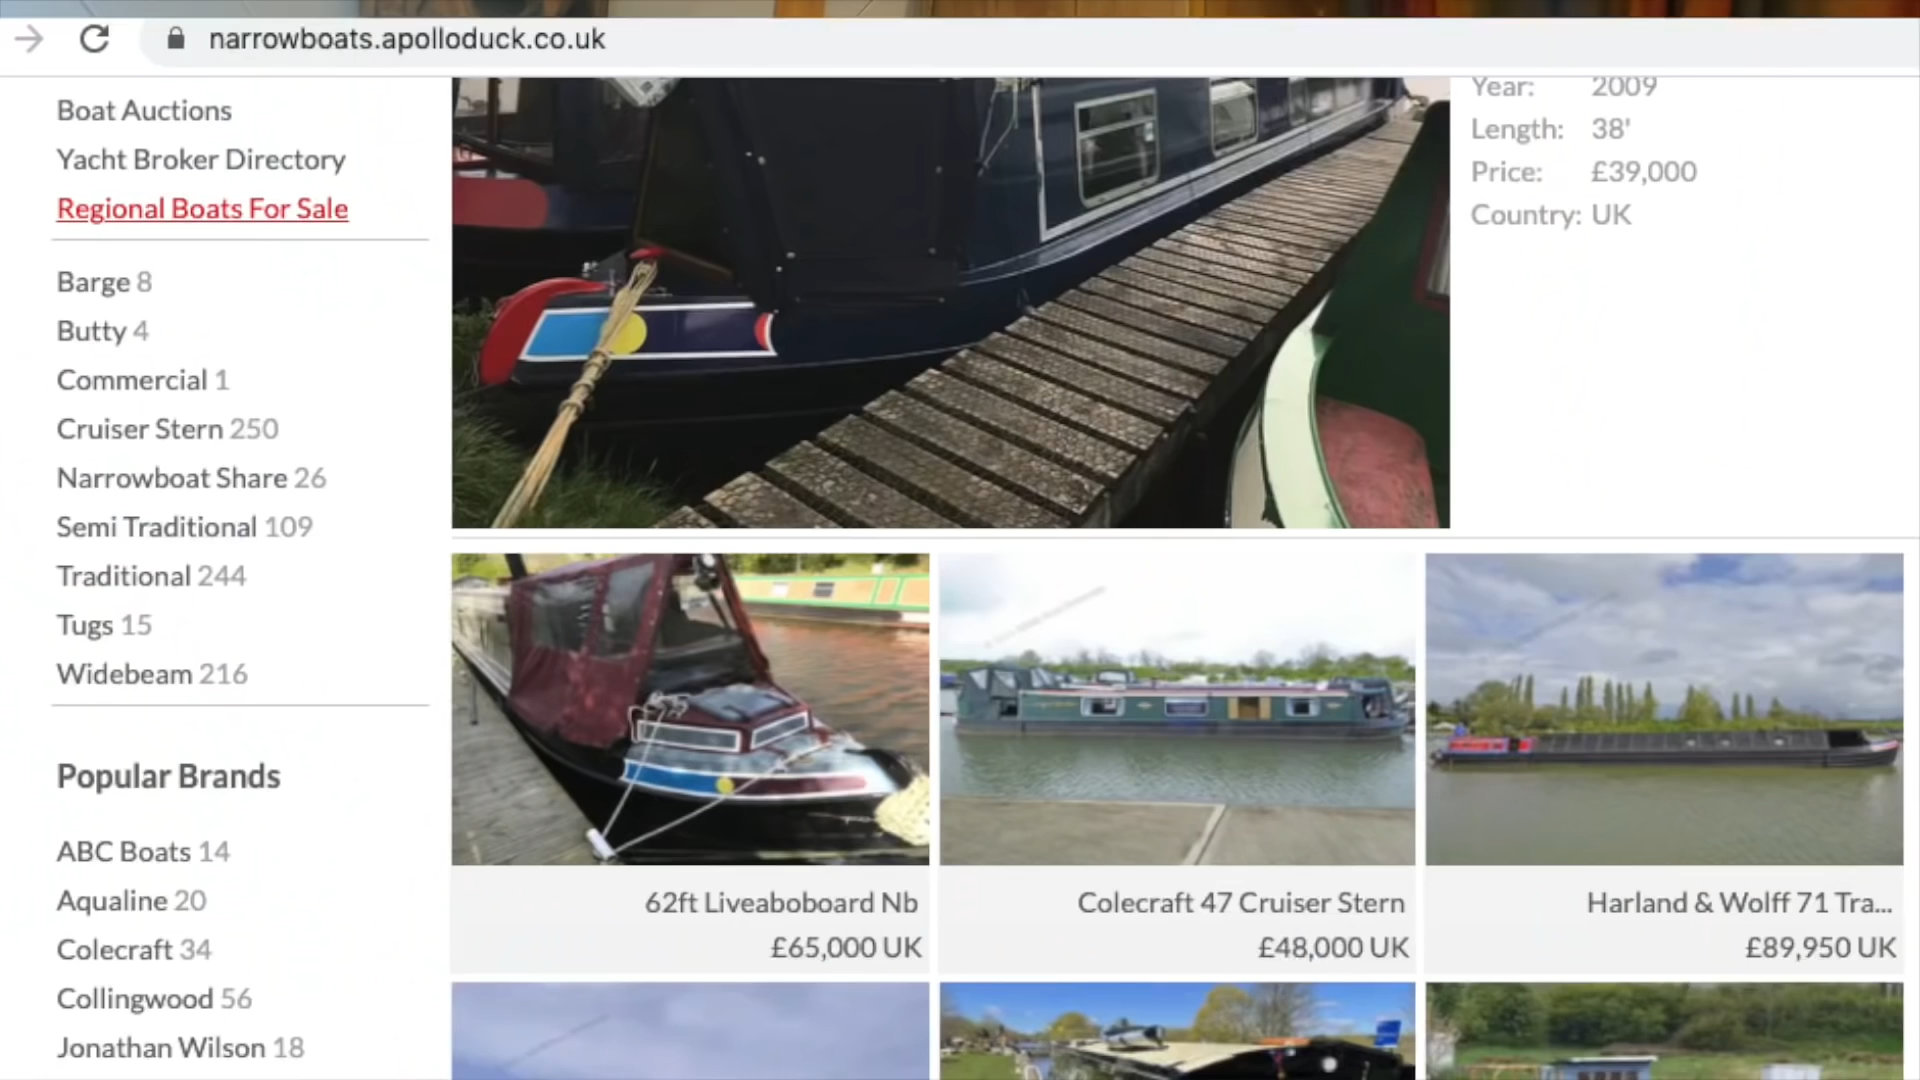 narrowboats.apolloduck.co.uk
Boat Auctions
Yacht Broker Directory
Regional Boats For Sale
Barge 8
Butty 4
Commercial 1
Cruiser Stern 250
Narrowboat Share 26
Semi Traditional 109
Traditional 244
Tugs 15
Widebeam 216
Popular Brands
ABC Boats 14
Aqualine 20
Colecraft 34
Collingwood 56
Jonathan Wilson 18
Year: 2009
Length: 38'
Price: £39,000
Country: UK
62ft Liveaboboard Nb
£65,000 UK
Colecraft 47 Cruiser Stern
£48,000 UK
Harland & Wolff 71 Tra...
£89,950 UK